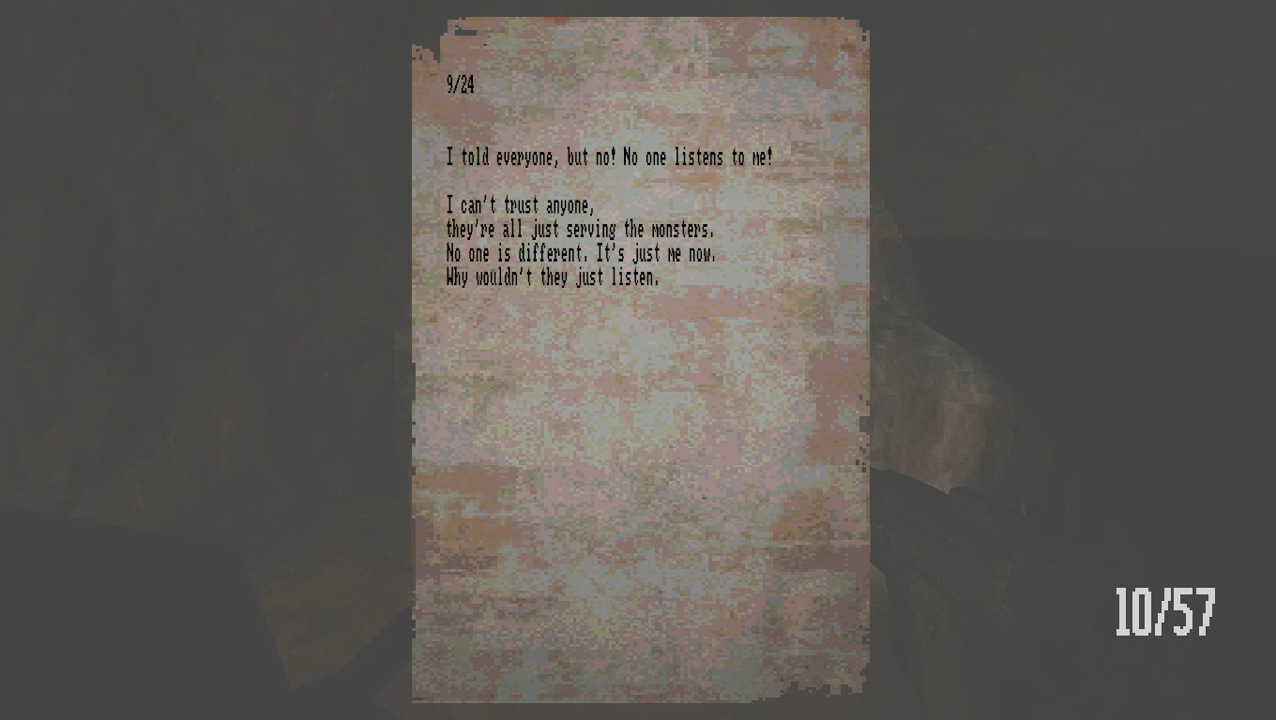 9/24
I told everyone, but no! No one listens to me!
I can't trust anyone,
they're all just serving the monsters.
No one is different. It's just me now.
Why wouldn't they just listen.
10/57